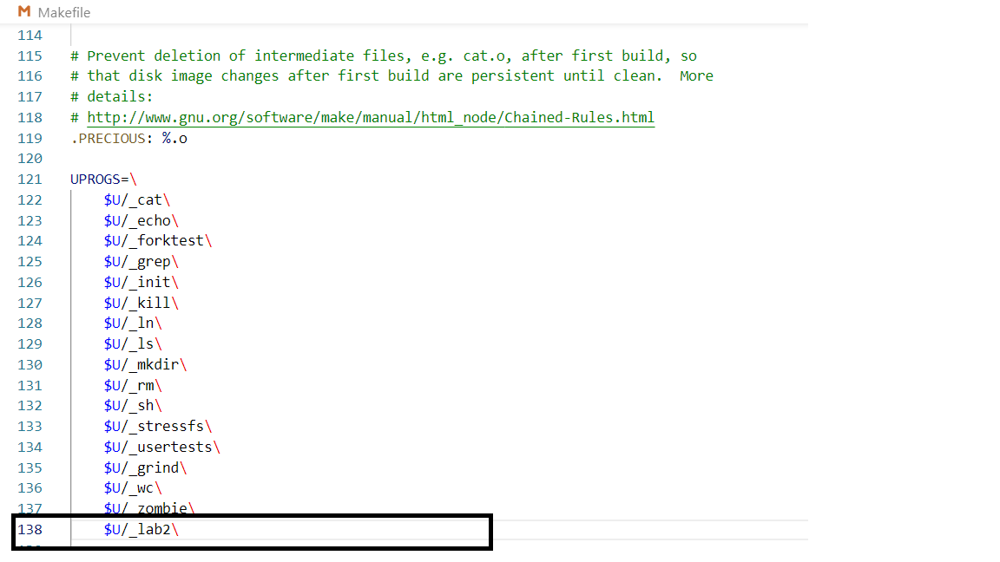 M Makefile
114
115 # Prevent deletion of intermediate files, e.g. cat.o, after first build, so
116 # that disk image changes after first build are persistent until clean.  More
117 # details:
118 # http://www.gnu.org/software/make/manual/html_node/Chained-Rules.html
119 .PRECIOUS: %.o
120
121 UPROGS=\
122 $U/_cat\
123 $U/_echo\
124 $U/_forktest\
125 $U/_grep\
126 $U/_init\
127 $U/_kill\
128 $U/_ln\
129 $U/_ls\
130 $U/_mkdir\
131 $U/_rm\
132 $U/_sh\
133 $U/_stressfs\
134 $U/_usertests\
135 $U/_grind\
136 $U/_wc\
137 $U/_zombie\
138 $U/_lab2\